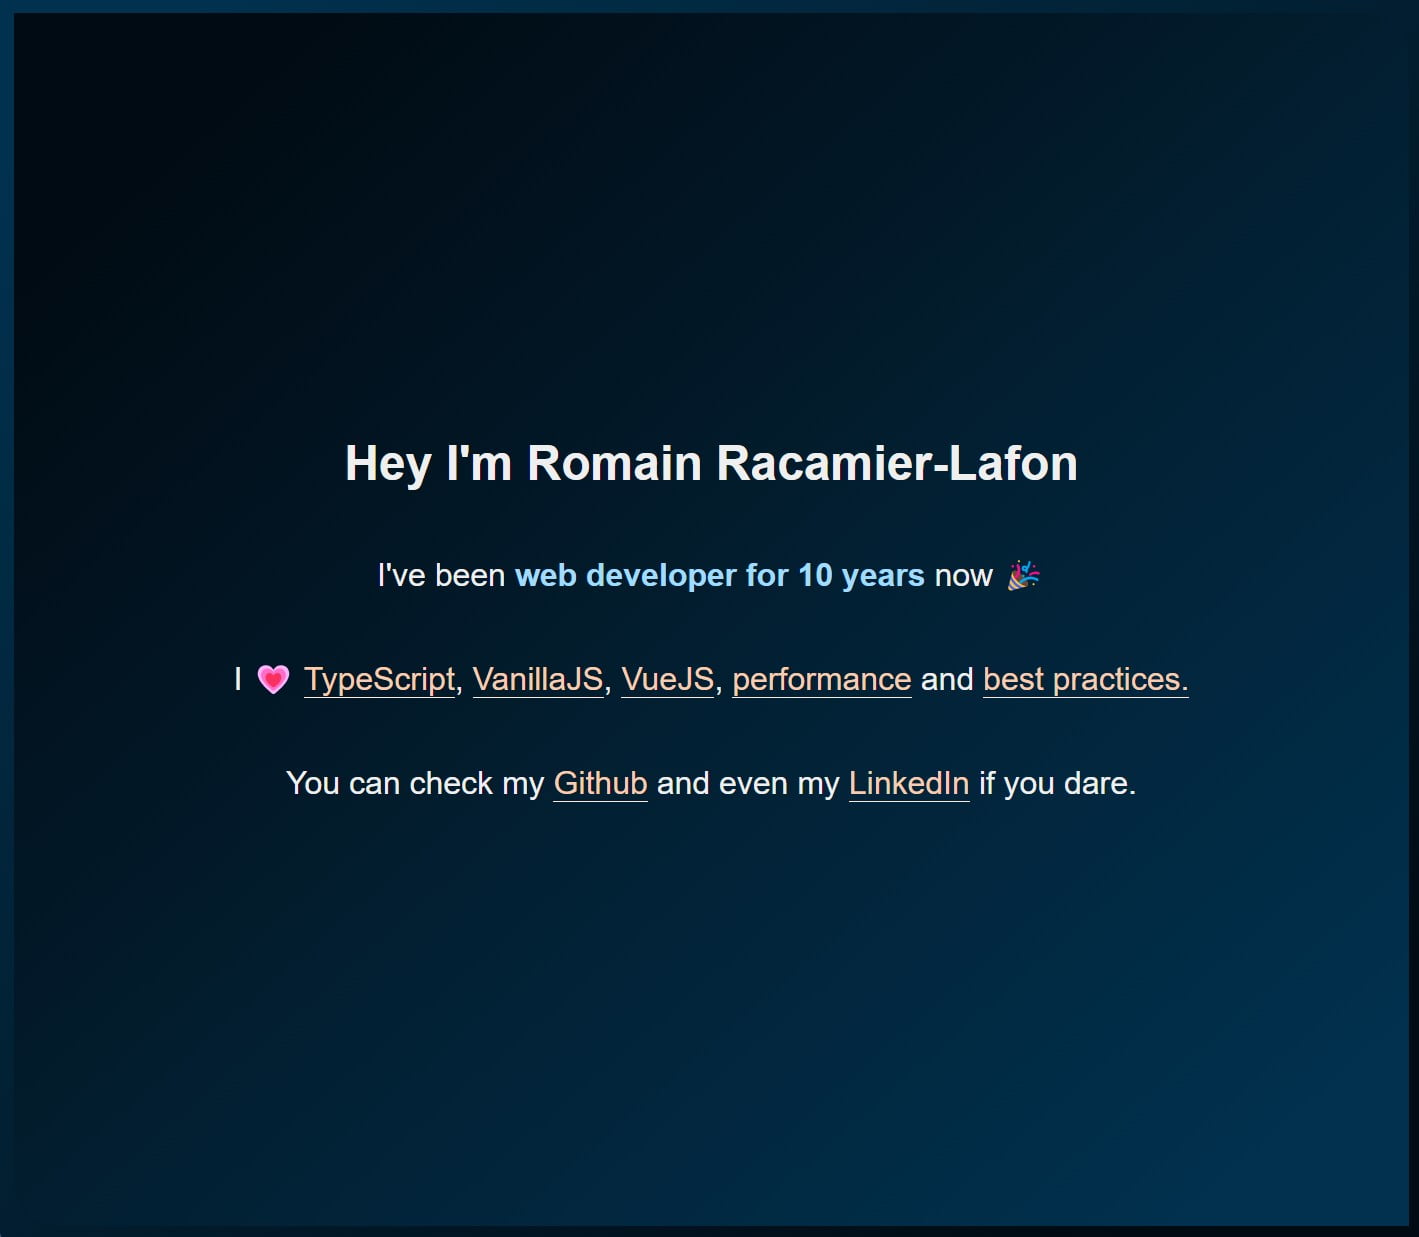 Hey I'm Romain Racamier-Lafon
I've been web developer for 10 years now 🎉
I 💗 TypeScript, VanillaJS, VueJS, performance and best practices.
You can check my Github and even my LinkedIn if you dare.